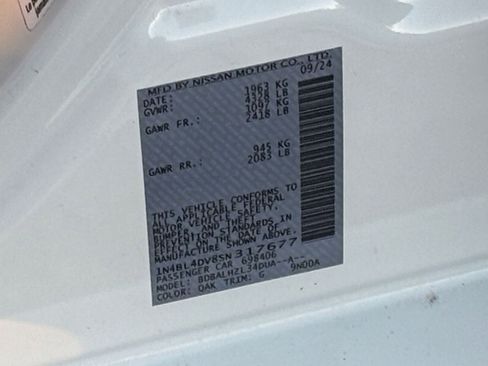 MFD BY NISSAN MOTOR CO., LTD.
DATE: 09/24
GVWR: 1963 KG
4328 LB
GAWR FR.: 1097 KG
2418 LB
GAWR RR.: 945 KG
2083 LB
THIS VEHICLE CONFORMS TO
ALL APPLICABLE FEDERAL
MOTOR VEHICLE SAFETY,
BUMPER, AND THEFT
PREVENTION STANDARDS IN
EFFECT ON THE DATE OF
MANUFACTURE SHOWN ABOVE.
1N4BL4DV8SN317677
PASSENGER CAR 698406
MODEL: BDBALHZL34DUA--A--
COLOR: QAK TRIM: G 9N00A